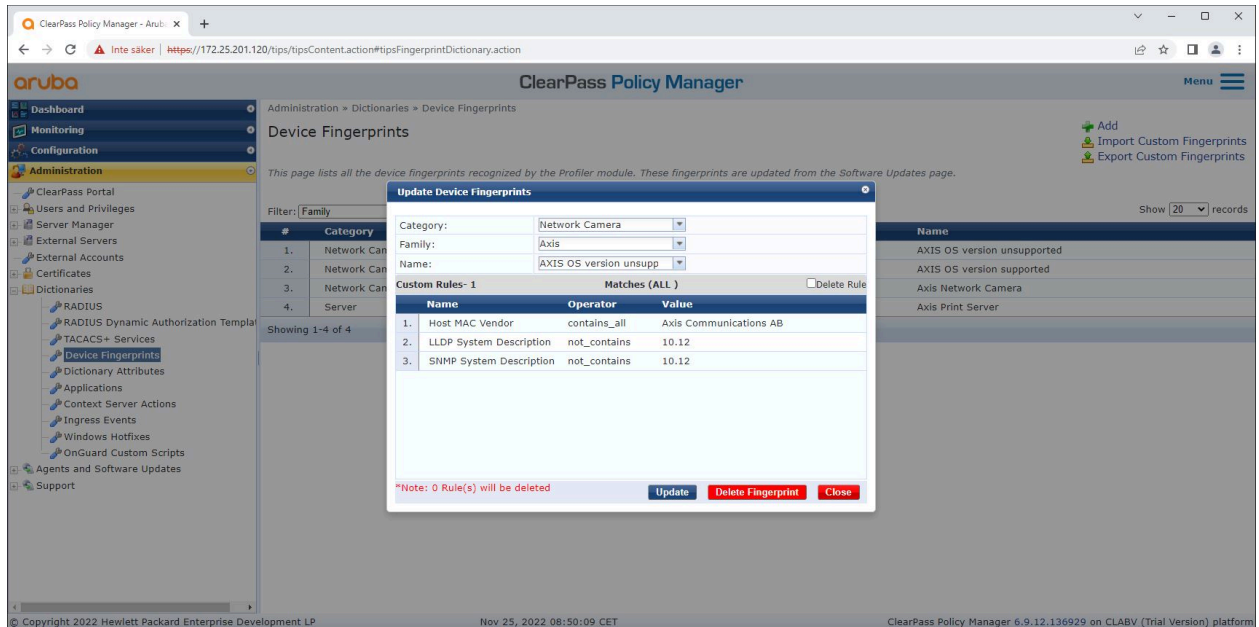 ClearPass Policy Manager - Arub
Inte säker | https://172.25.201.120/tips/tipsContent.action#tipsFingerprintDictionary.action
aruba
ClearPass Policy Manager
Menu
Dashboard
Monitoring
Configuration
Administration
ClearPass Portal
Users and Privileges
Server Manager
External Servers
External Accounts
Certificates
Dictionaries
RADIUS
RADIUS Dynamic Authorization Templat
TACACS+ Services
Device Fingerprints
Dictionary Attributes
Applications
Context Server Actions
Ingress Events
Windows Hotfixes
OnGuard Custom Scripts
Agents and Software Updates
Support
Administration » Dictionaries » Device Fingerprints
Device Fingerprints
Add
Import Custom Fingerprints
Export Custom Fingerprints
This page lists all the device fingerprints recognized by the Profiler module. These fingerprints are updated from the Software Updates page.
Filter: Family
Show 20 records
# Category Name
1. Network Cam AXIS OS version unsupported
2. Network Cam AXIS OS version supported
3. Network Cam Axis Network Camera
4. Server Axis Print Server
Showing 1-4 of 4
Update Device Fingerprints
Category: Network Camera
Family: Axis
Name: AXIS OS version unsupp
Custom Rules- 1 Matches (ALL ) Delete Rule
Name Operator Value
1. Host MAC Vendor contains_all Axis Communications AB
2. LLDP System Description not_contains 10.12
3. SNMP System Description not_contains 10.12
*Note: 0 Rule(s) will be deleted
Update Delete Fingerprint Close
© Copyright 2022 Hewlett Packard Enterprise Development LP Nov 25, 2022 08:50:09 CET ClearPass Policy Manager 6.9.12.136929 on CLABV (Trial Version) platform